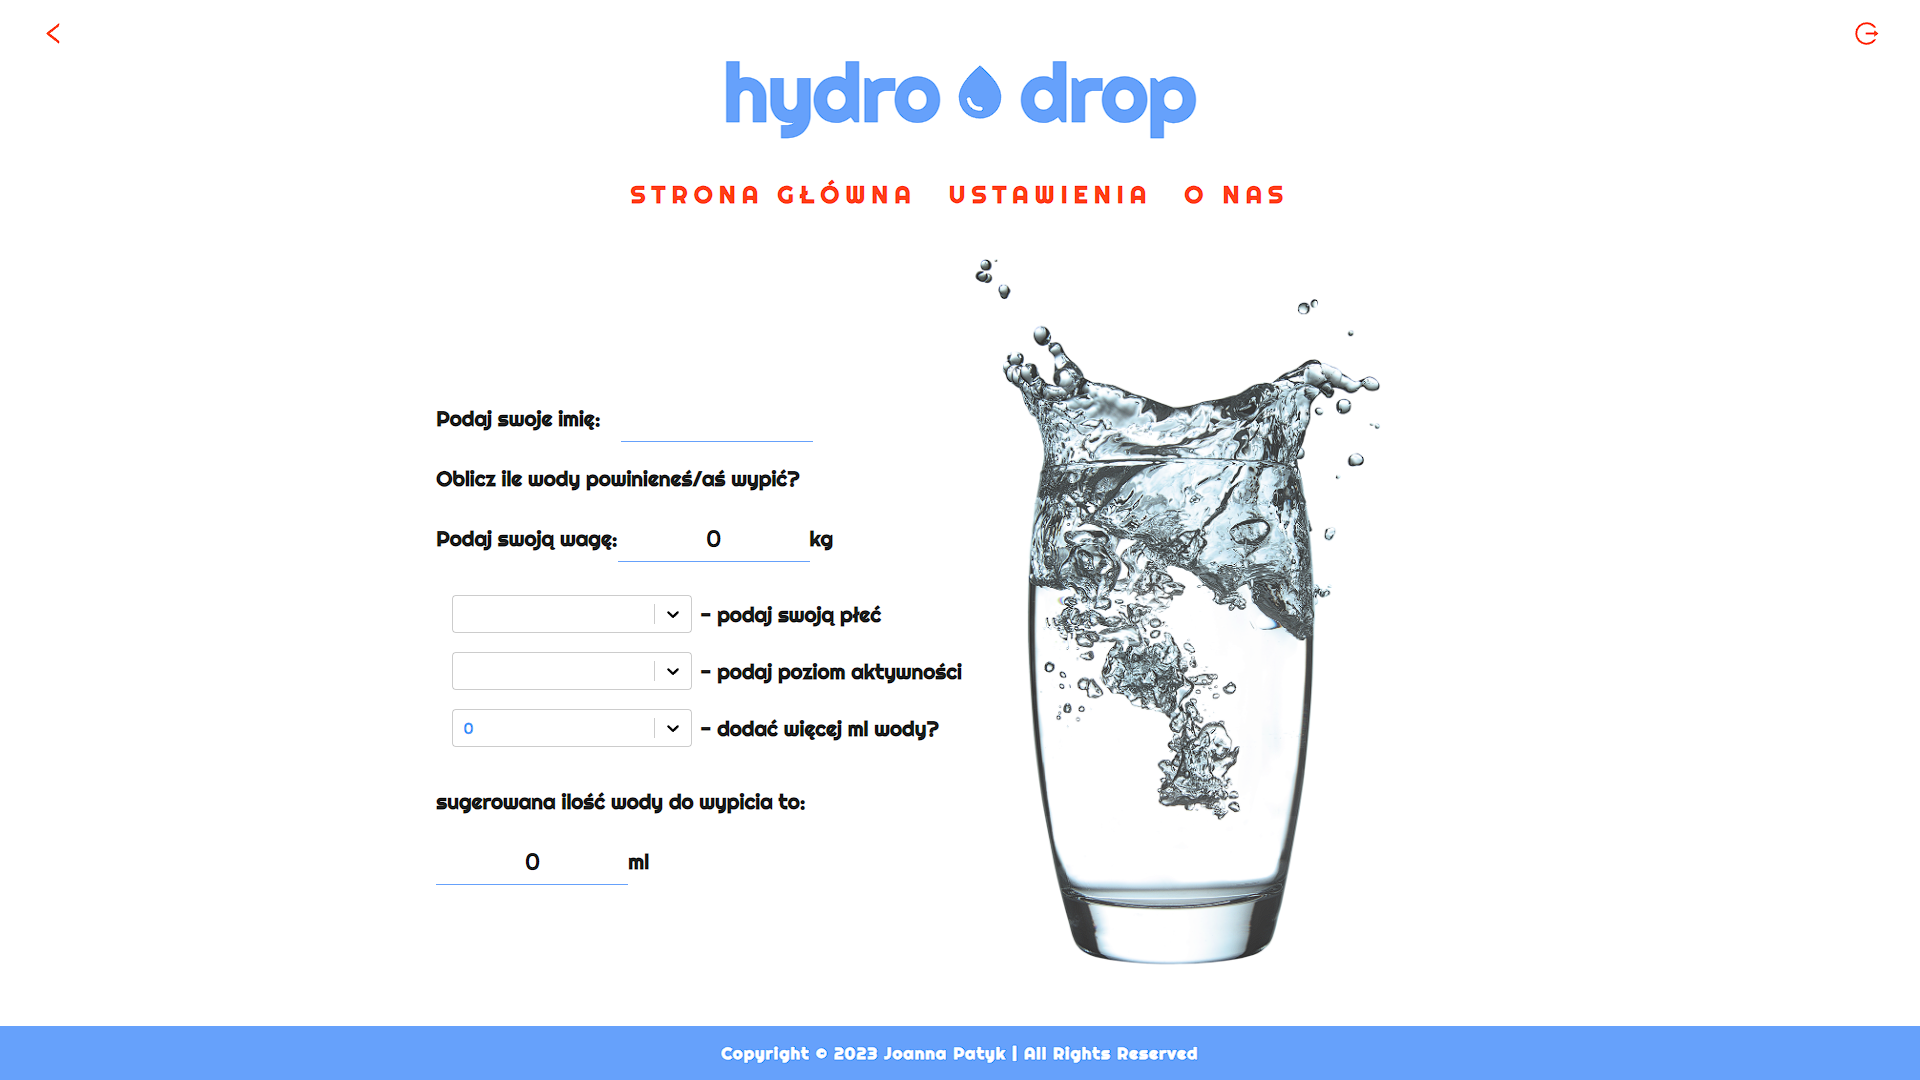 hydro drop
STRONA GŁÓWNA USTAWIENIA O NAS
Podaj swoje imię:
Oblicz ile wody powinieneś/aś wypić?
Podaj swoją wagę: 0 kg
- podaj swoją płeć
- podaj poziom aktywności
0 - dodać więcej ml wody?
sugerowana ilość wody do wypicia to:
0 ml
Copyright © 2023 Joanna Patyk | All Rights Reserved